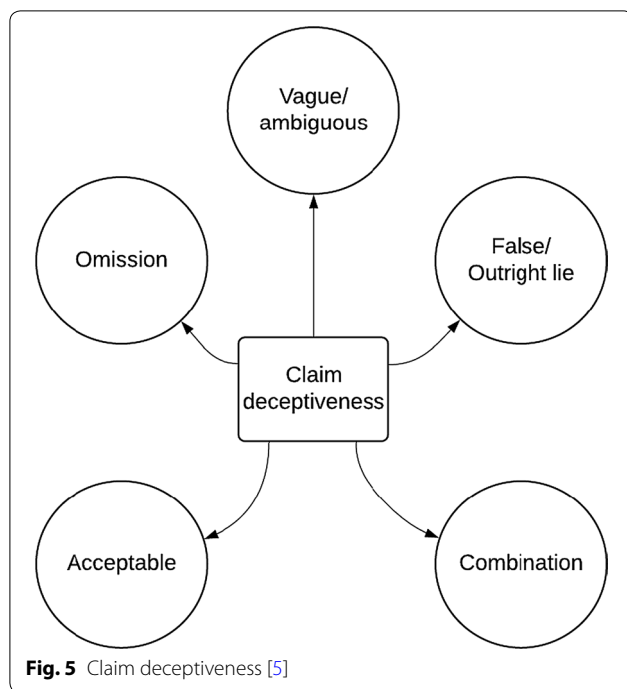 Vague/
ambiguous
Omission
False/
Outright lie
Claim
deceptiveness
Acceptable
Combination
Fig. 5 Claim deceptiveness [5]